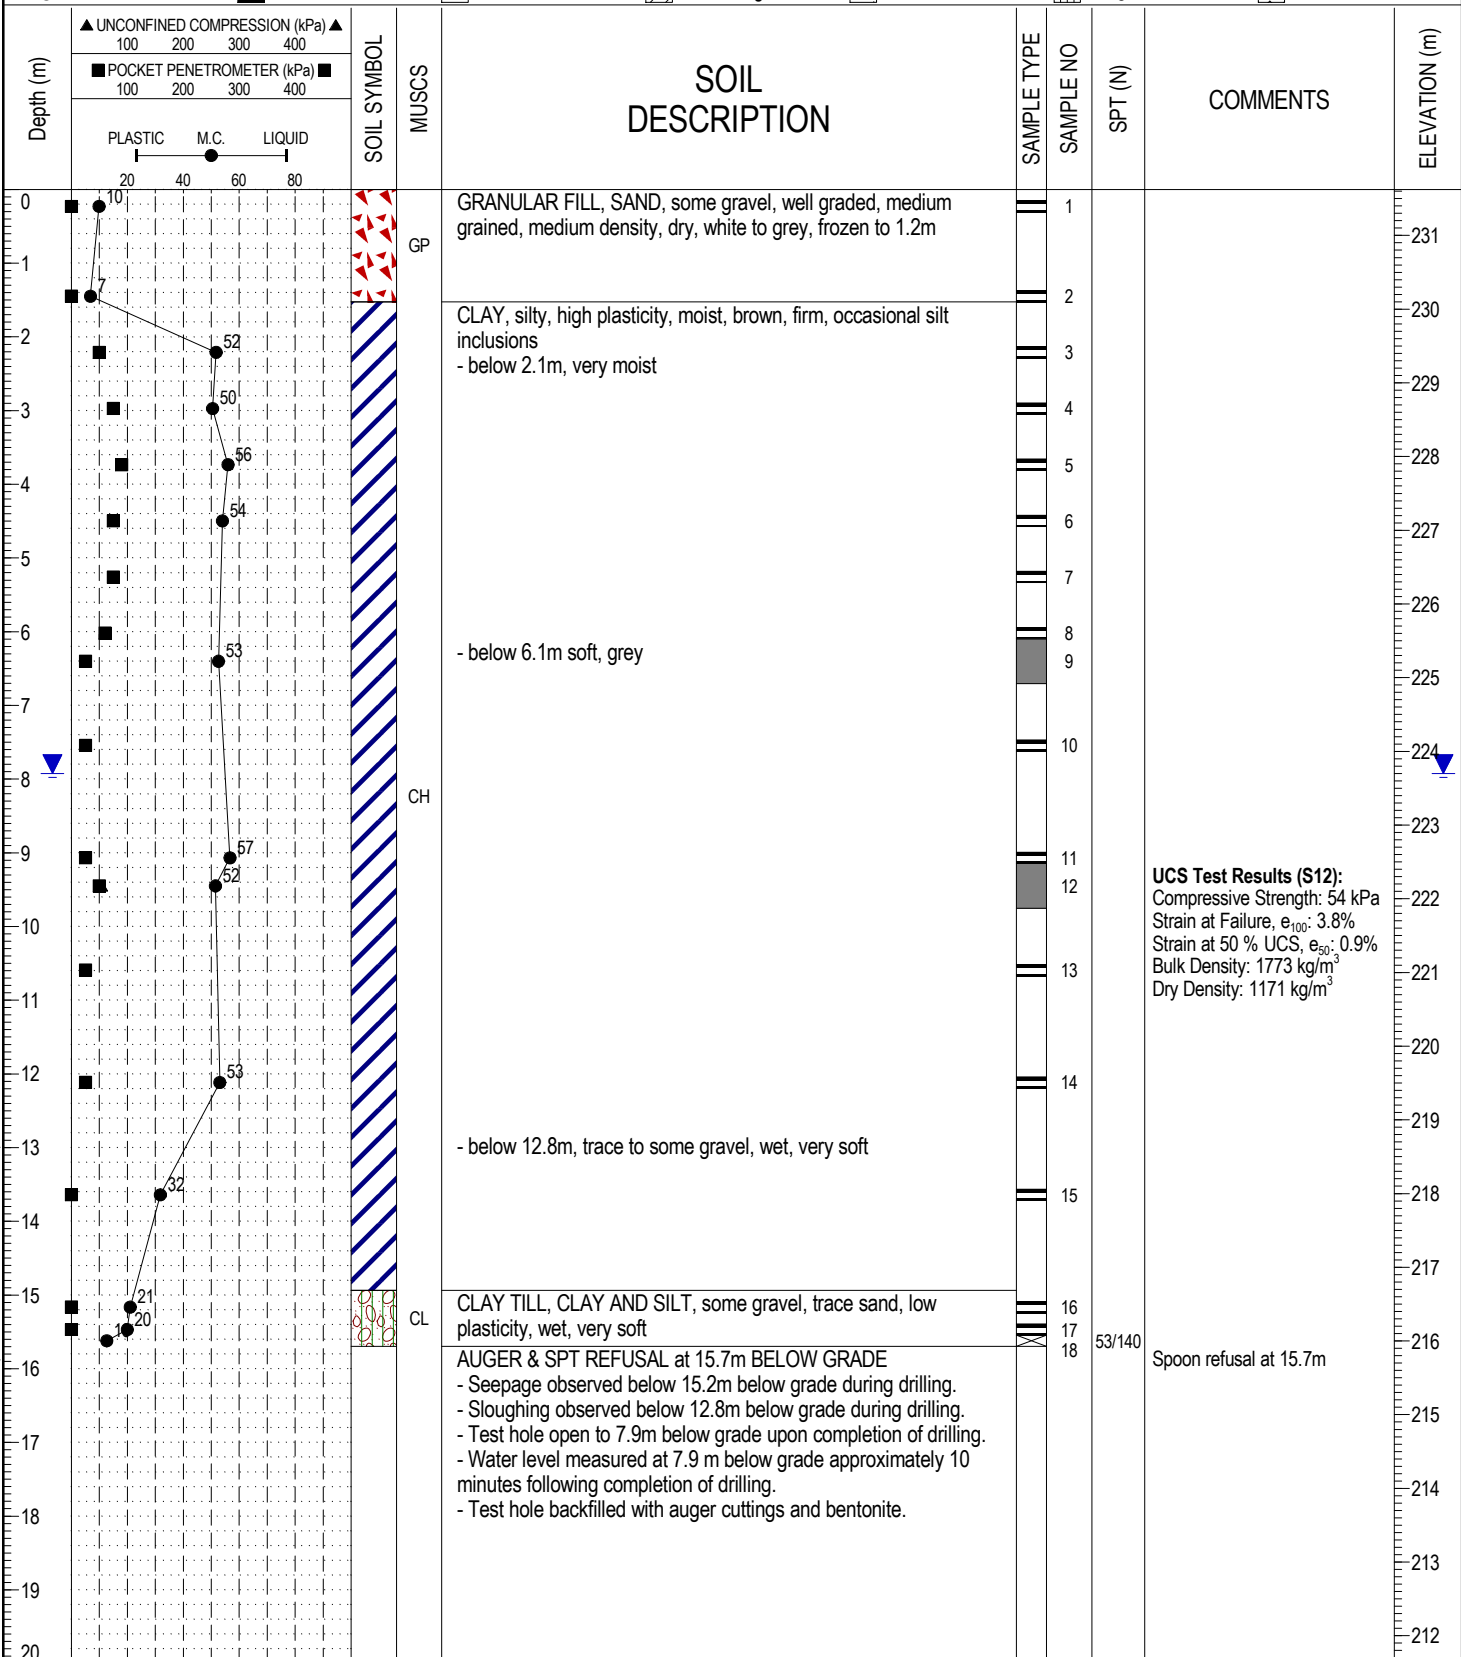 ▲ UNCONFINED COMPRESSION (kPa) ▲
100 200 300 400
■ POCKET PENETROMETER (kPa) ■
100 200 300 400
PLASTIC M.C. LIQUID
20 40 60 80
Depth (m)
SOIL SYMBOL
MUSCS
SOIL
DESCRIPTION
SAMPLE TYPE
SAMPLE NO
SPT (N)
COMMENTS
ELEVATION (m)
0
1
2
3
4
5
6
7
8
9
10
11
12
13
14
15
16
17
18
19
20
10
7
52
50
56
54
53
57
52
53
32
21
20
GP
CH
CL
GRANULAR FILL, SAND, some gravel, well graded, medium
grained, medium density, dry, white to grey, frozen to 1.2m
CLAY, silty, high plasticity, moist, brown, firm, occasional silt
inclusions
- below 2.1m, very moist
- below 6.1m soft, grey
- below 12.8m, trace to some gravel, wet, very soft
CLAY TILL, CLAY AND SILT, some gravel, trace sand, low
plasticity, wet, very soft
AUGER & SPT REFUSAL at 15.7m BELOW GRADE
- Seepage observed below 15.2m below grade during drilling.
- Sloughing observed below 12.8m below grade during drilling.
- Test hole open to 7.9m below grade upon completion of drilling.
- Water level measured at 7.9 m below grade approximately 10
minutes following completion of drilling.
- Test hole backfilled with auger cuttings and bentonite.
1
2
3
4
5
6
7
8
9
10
11
12
13
14
15
16
17
18
53/140
UCS Test Results (S12):
Compressive Strength: 54 kPa
Strain at Failure, e100: 3.8%
Strain at 50 % UCS, e50: 0.9%
Bulk Density: 1773 kg/m³
Dry Density: 1171 kg/m³
Spoon refusal at 15.7m
231
230
229
228
227
226
225
224
223
222
221
220
219
218
217
216
215
214
213
212